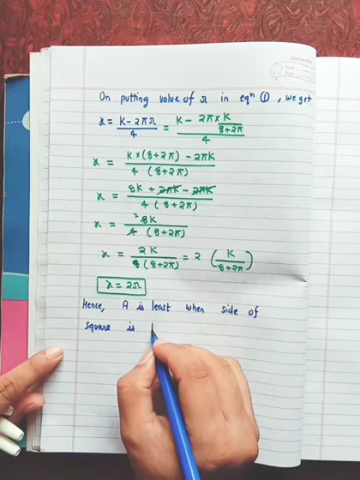 On putting value of r in eqⁿ ①, we get
x = (K - 2πr)/4 = (K - 2π × K/(8+2π))/4
x = (K × (8+2π) - 2πK)/(4 (8+2π))
x = (8K + 2πK - 2πK)/(4 (8+2π))
x = 8K/(4 (8+2π))
x = 2K/(8+2π) = 2 (K/(8+2π))
x = 2r
Hence, A is least when side of
square is